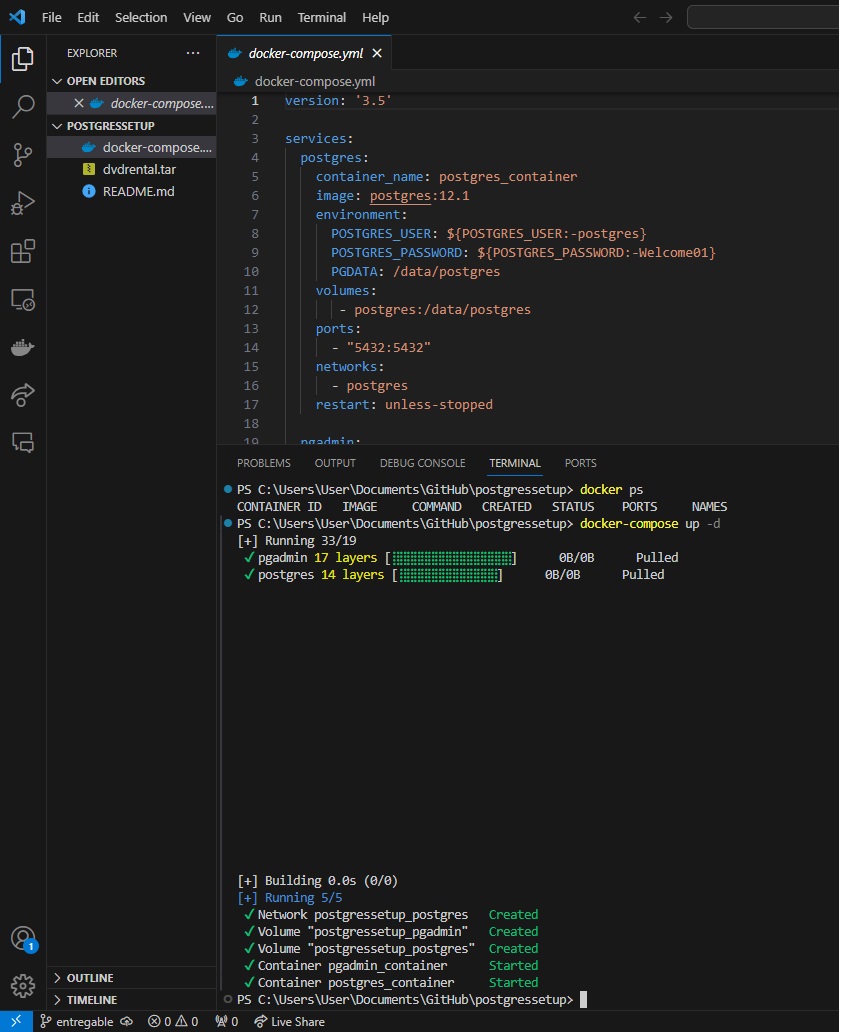 File Edit Selection View Go Run Terminal Help
EXPLORER
OPEN EDITORS
docker-compose....
POSTGRESSETUP
docker-compose....
dvdrental.tar
README.md
OUTLINE
TIMELINE
docker-compose.yml
docker-compose.yml
1 version: '3.5'
2
3 services:
4 postgres:
5 container_name: postgres_container
6 image: postgres:12.1
7 environment:
8 POSTGRES_USER: ${POSTGRES_USER:-postgres}
9 POSTGRES_PASSWORD: ${POSTGRES_PASSWORD:-Welcome01}
10 PGDATA: /data/postgres
11 volumes:
12 - postgres:/data/postgres
13 ports:
14 - "5432:5432"
15 networks:
16 - postgres
17 restart: unless-stopped
18
19 pgadmin:
PROBLEMS OUTPUT DEBUG CONSOLE TERMINAL PORTS
PS C:\Users\User\Documents\GitHub\postgressetup> docker ps
CONTAINER ID IMAGE COMMAND CREATED STATUS PORTS NAMES
PS C:\Users\User\Documents\GitHub\postgressetup> docker-compose up -d
[+] Running 33/19
✓ pgadmin 17 layers [⣿⣿⣿⣿⣿⣿⣿⣿⣿⣿⣿⣿⣿⣿⣿⣿⣿] 0B/0B Pulled
✓ postgres 14 layers [⣿⣿⣿⣿⣿⣿⣿⣿⣿⣿⣿⣿⣿⣿] 0B/0B Pulled
[+] Building 0.0s (0/0)
[+] Running 5/5
✓ Network postgressetup_postgres Created
✓ Volume "postgressetup_pgadmin" Created
✓ Volume "postgressetup_postgres" Created
✓ Container pgadmin_container Started
✓ Container postgres_container Started
PS C:\Users\User\Documents\GitHub\postgressetup>
1
entregable 0 0 0 Live Share